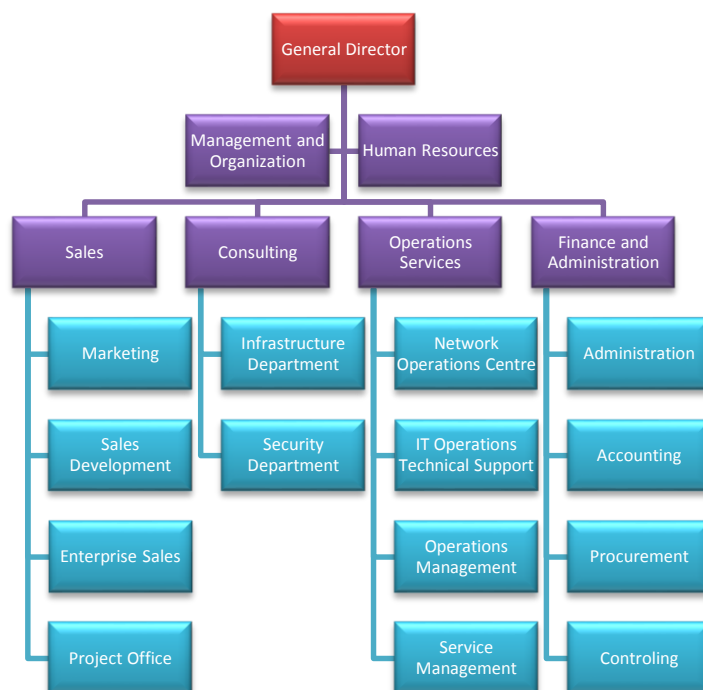 General Director
Management and
Organization
Human Resources
Sales
Consulting
Operations
Services
Finance and
Administration
Marketing
Infrastructure
Department
Network
Operations Centre
Administration
Sales
Development
Security
Department
IT Operations
Technical Support
Accounting
Enterprise Sales
Operations
Management
Procurement
Project Office
Service
Management
Controling